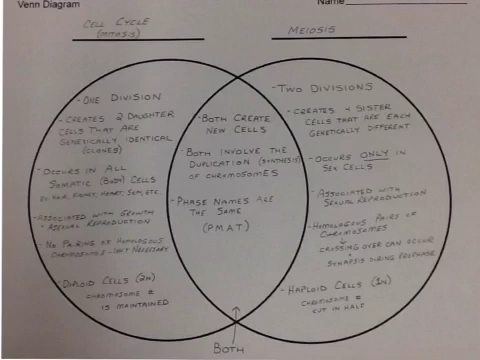 Venn Diagram
Name
CELL CYCLE
(MITOSIS)
MEIOSIS
- ONE DIVISION
- CREATES 2 DAUGHTER
CELLS THAT ARE
GENETICALLY IDENTICAL
(CLONES)
- OCCURS IN ALL
SOMATIC (BODY) CELLS
EX: HAIR, KIDNEY, HEART, SKIN, ETC.
- ASSOCIATED WITH GROWTH
+ ASEXUAL REPRODUCTION
- NO PAIRING OF HOMOLOGOUS
CHROMOSOMES - ISN'T NECESSARY
- DIPLOID CELLS (2N)
CHROMOSOME #
IS MAINTAINED
- BOTH CREATE
NEW CELLS
- BOTH INVOLVE THE
DUPLICATION (SYNTHESIS)
OF CHROMOSOMES
- PHASE NAMES ARE
THE SAME
(PMAT)
- TWO DIVISIONS
- CREATES 4 SISTER
CELLS THAT ARE EACH
GENETICALLY DIFFERENT
- OCCURS ONLY IN
SEX CELLS
- ASSOCIATED WITH
SEXUAL REPRODUCTION
- HOMOLOGOUS PAIRS OF
CHROMOSOMES
CROSSING OVER CAN OCCUR
SYNAPSIS DURING PROPHASE
- HAPLOID CELLS (1N)
CHROMOSOME #
CUT IN HALF
BOTH